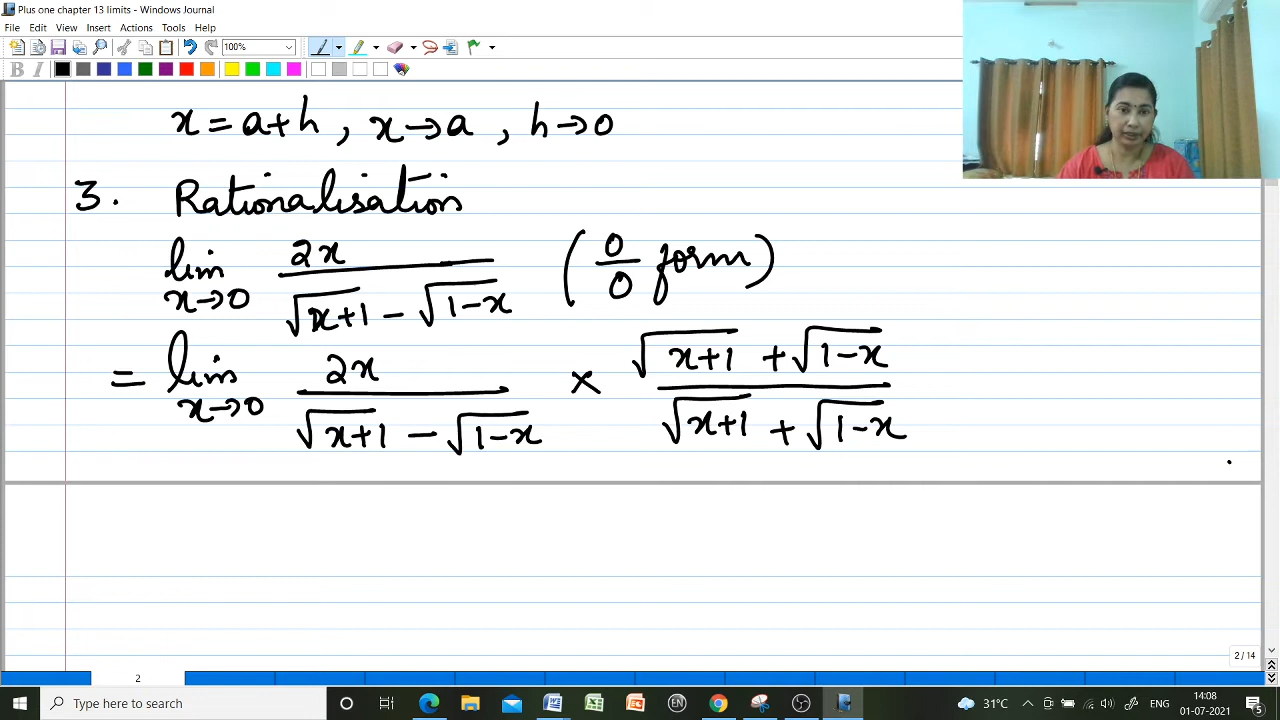 Plus one chapter 13 limits - Windows Journal
File Edit View Insert Actions Tools Help
100%
B I
x = a+h , x→a , h→0
3. Rationalisation
lim x→0 2x / √x+1 − √1−x ( 0/0 form )
= lim x→0 2x / √x+1 − √1−x × √x+1 + √1−x / √x+1 + √1−x
2 / 14
2
Type here to search
EN
31°C
ENG
14:08
01-07-2021
5